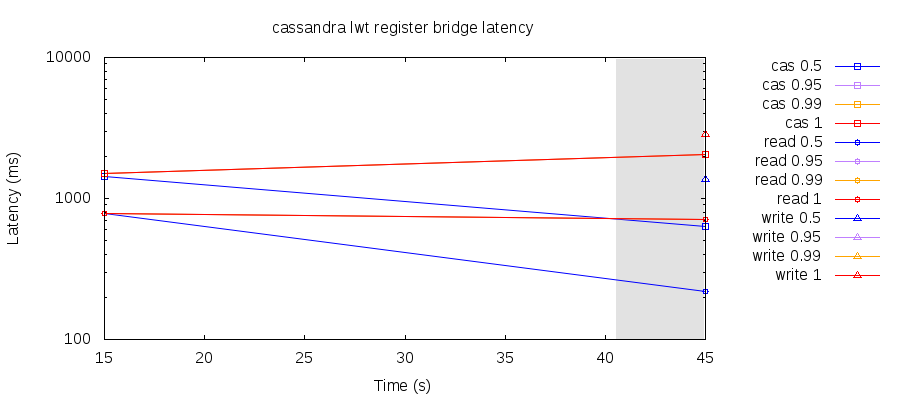 cassandra lwt register bridge latency
10000
1000
100
Latency (ms)
15 20 25 30 35 40 45
Time (s)
cas 0.5
cas 0.95
cas 0.99
cas 1
read 0.5
read 0.95
read 0.99
read 1
write 0.5
write 0.95
write 0.99
write 1